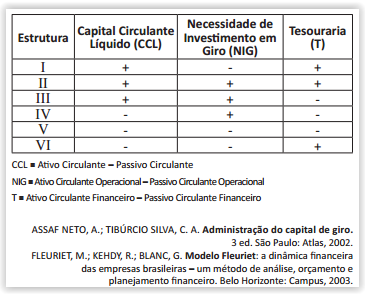 Estrutura Capital Circulante Líquido (CCL) Necessidade de Investimento em Giro (NIG) Tesouraria (T)
I + - +
II + + +
III + + -
IV - + -
V - - -
VI - - +
CCL = Ativo Circulante – Passivo Circulante
NIG = Ativo Circulante Operacional – Passivo Circulante Operacional
T = Ativo Circulante Financeiro – Passivo Circulante Financeiro
ASSAF NETO, A.; TIBÚRCIO SILVA, C. A. Administração do capital de giro.
3 ed. São Paulo: Atlas, 2002.
FLEURIET, M.; KEHDY, R.; BLANC, G. Modelo Fleuriet: a dinâmica financeira
das empresas brasileiras – um método de análise, orçamento e
planejamento financeiro. Belo Horizonte: Campus, 2003.